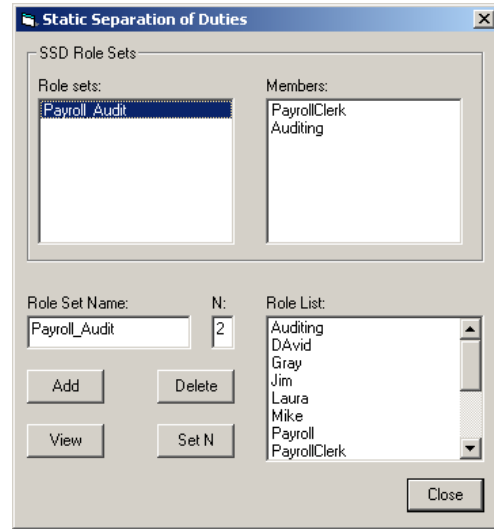 Static Separation of Duties
SSD Role Sets
Role sets:
Payroll_Audit
Members:
PayrollClerk
Auditing
Role Set Name:
Payroll_Audit
N:
2
Add
Delete
View
Set N
Role List:
Auditing
DAvid
Gray
Jim
Laura
Mike
Payroll
PayrollClerk
Close